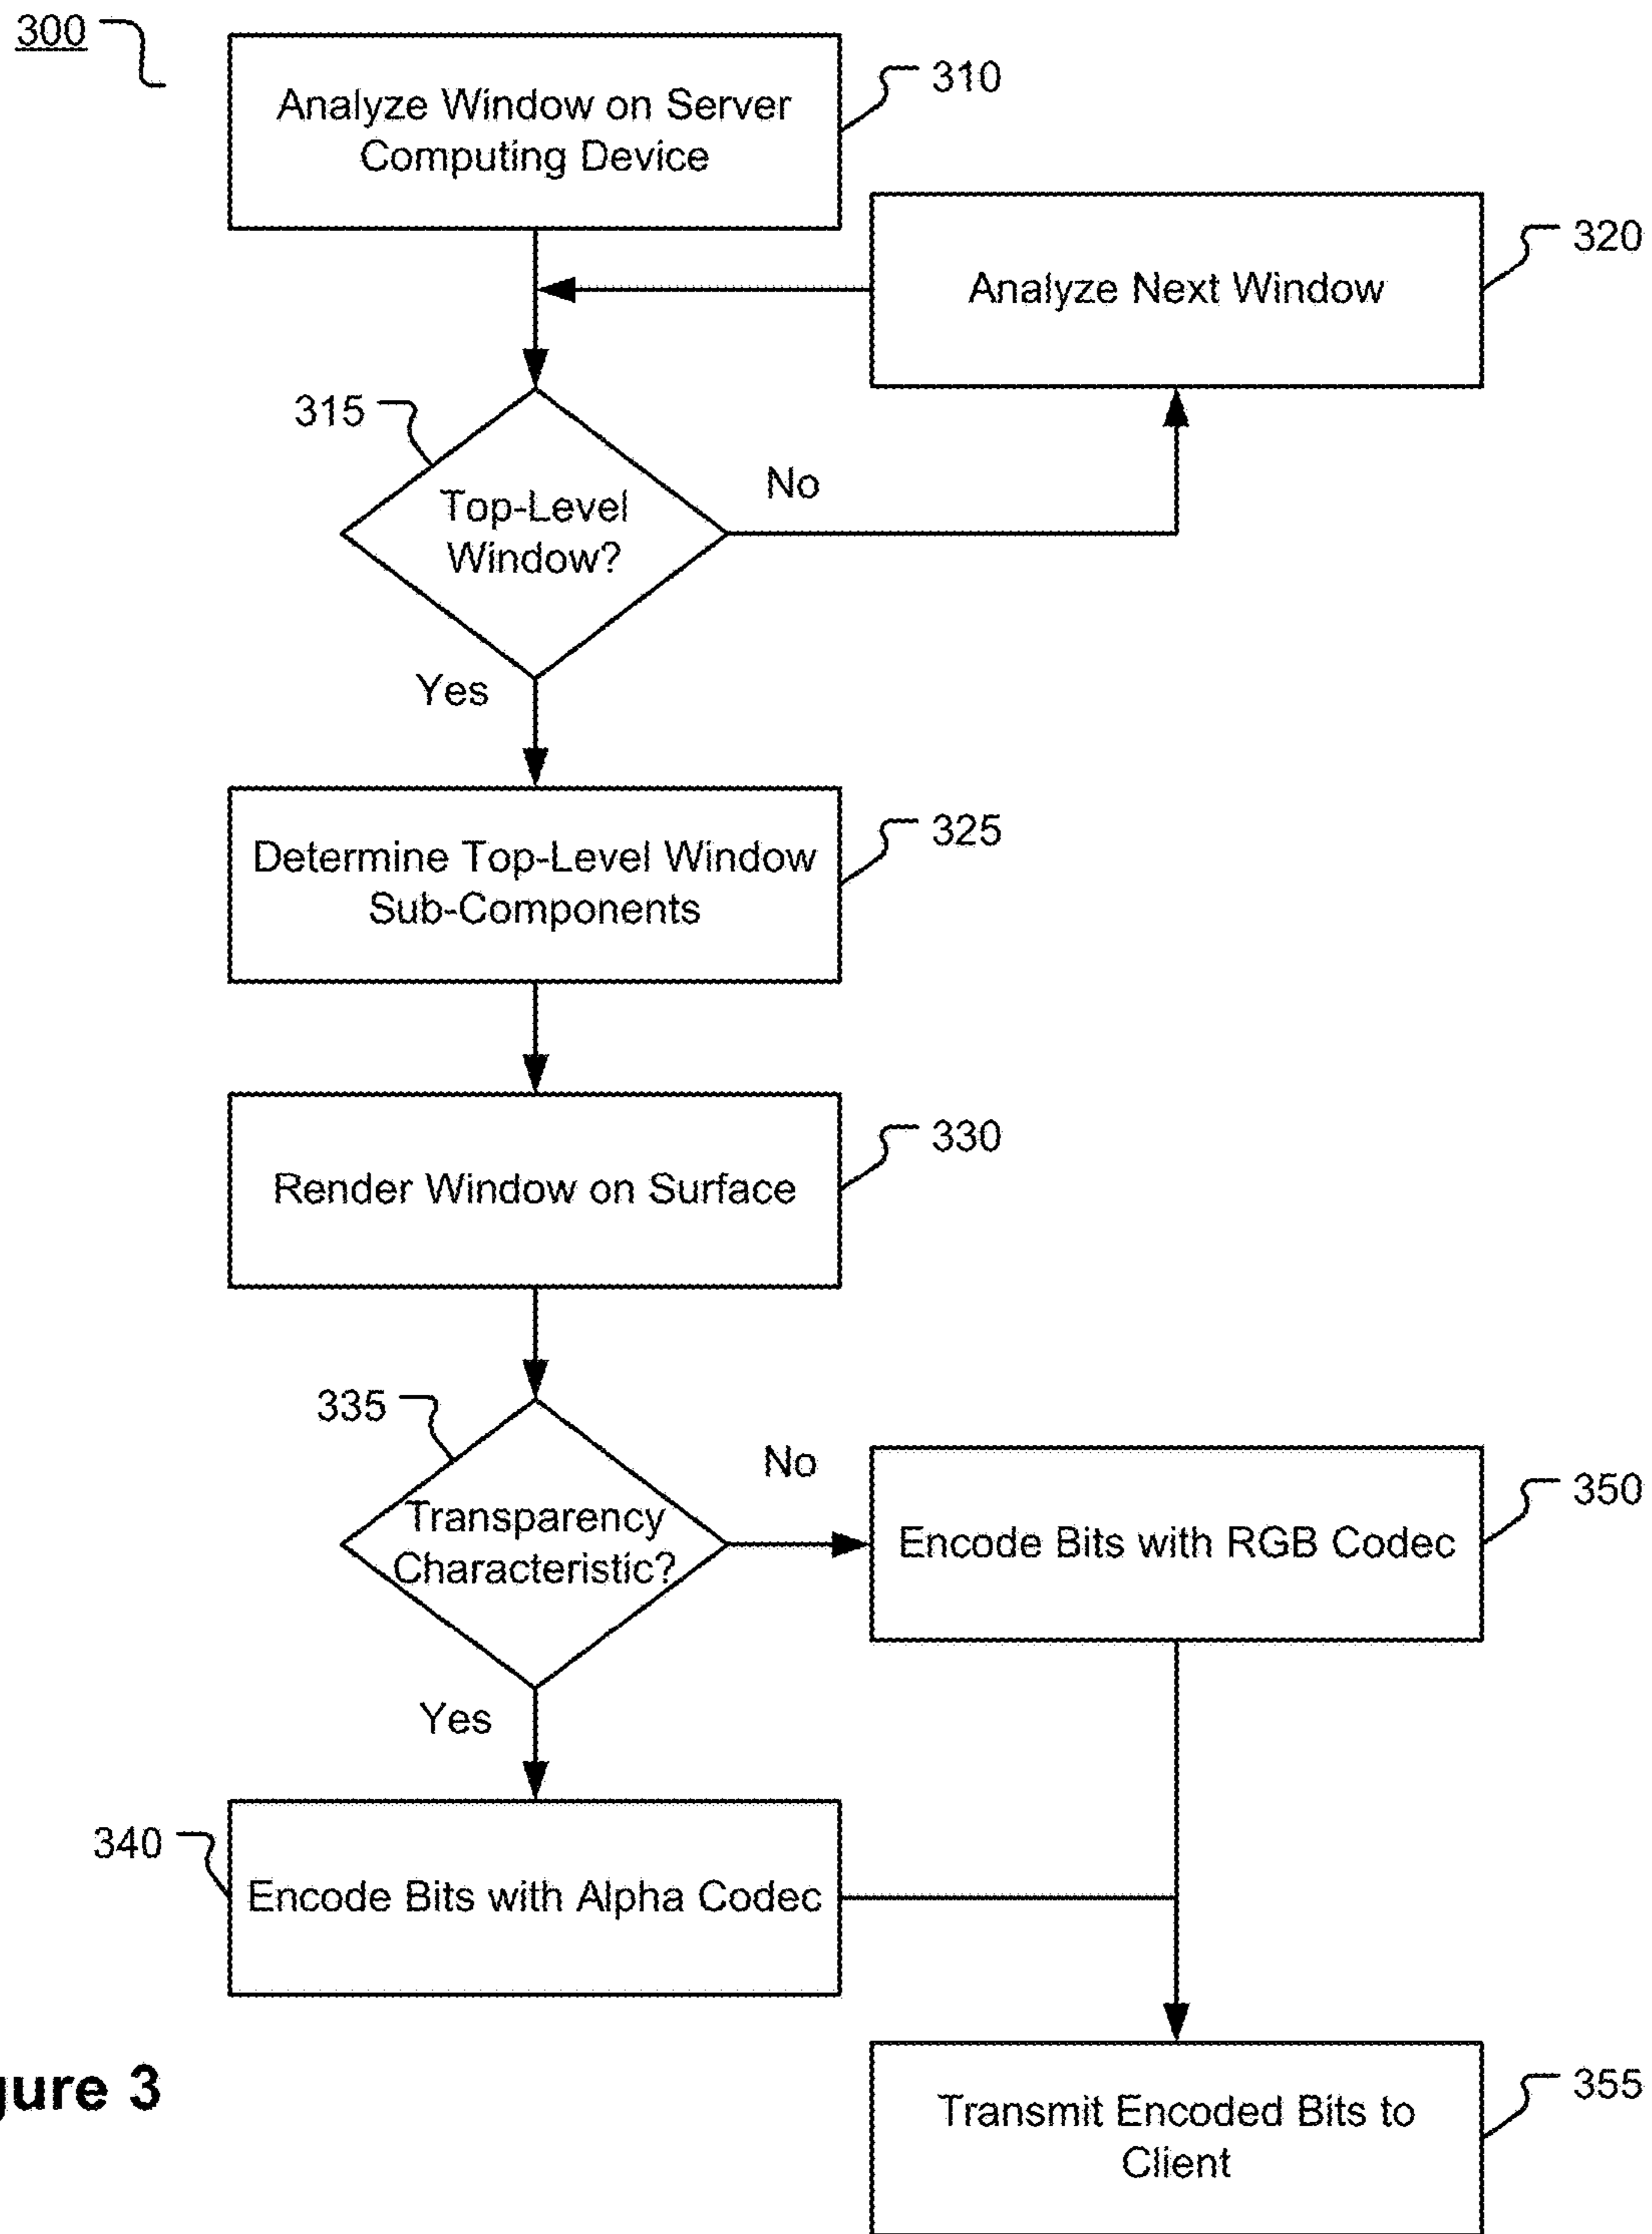 300
Analyze Window on Server
Computing Device
310
Analyze Next Window
320
315
Top-Level
Window?
No
Yes
Determine Top-Level Window
Sub-Components
325
Render Window on Surface
330
335
Transparency
Characteristic?
No
Encode Bits with RGB Codec
350
Yes
340
Encode Bits with Alpha Codec
gure 3
Transmit Encoded Bits to
Client
355